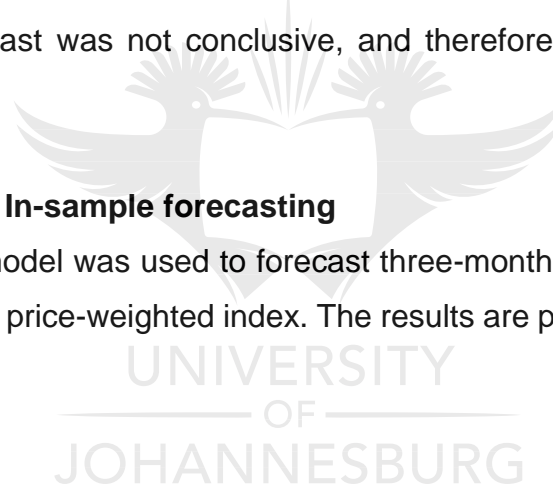 ast was not conclusive, and therefore
In-sample forecasting
odel was used to forecast three-month
price-weighted index. The results are p
UNIVERSITY
OF
JOHANNESBURG